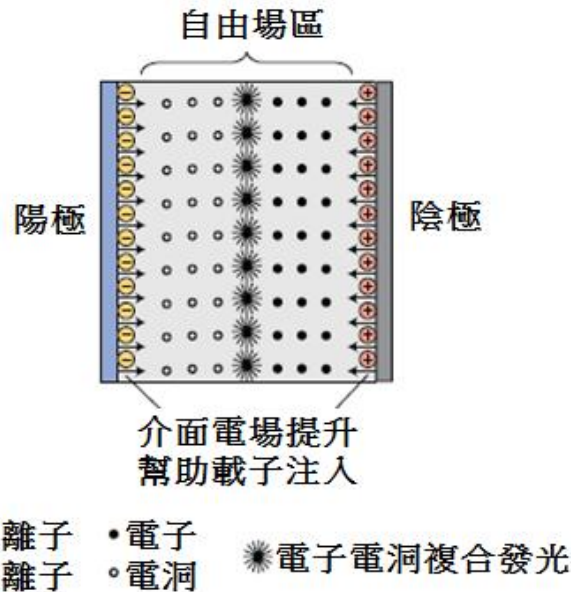 自由場區
陽極
陰極
介面電場提升
幫助載子注入
離子 •電子 電子電洞複合發光
離子 °電洞